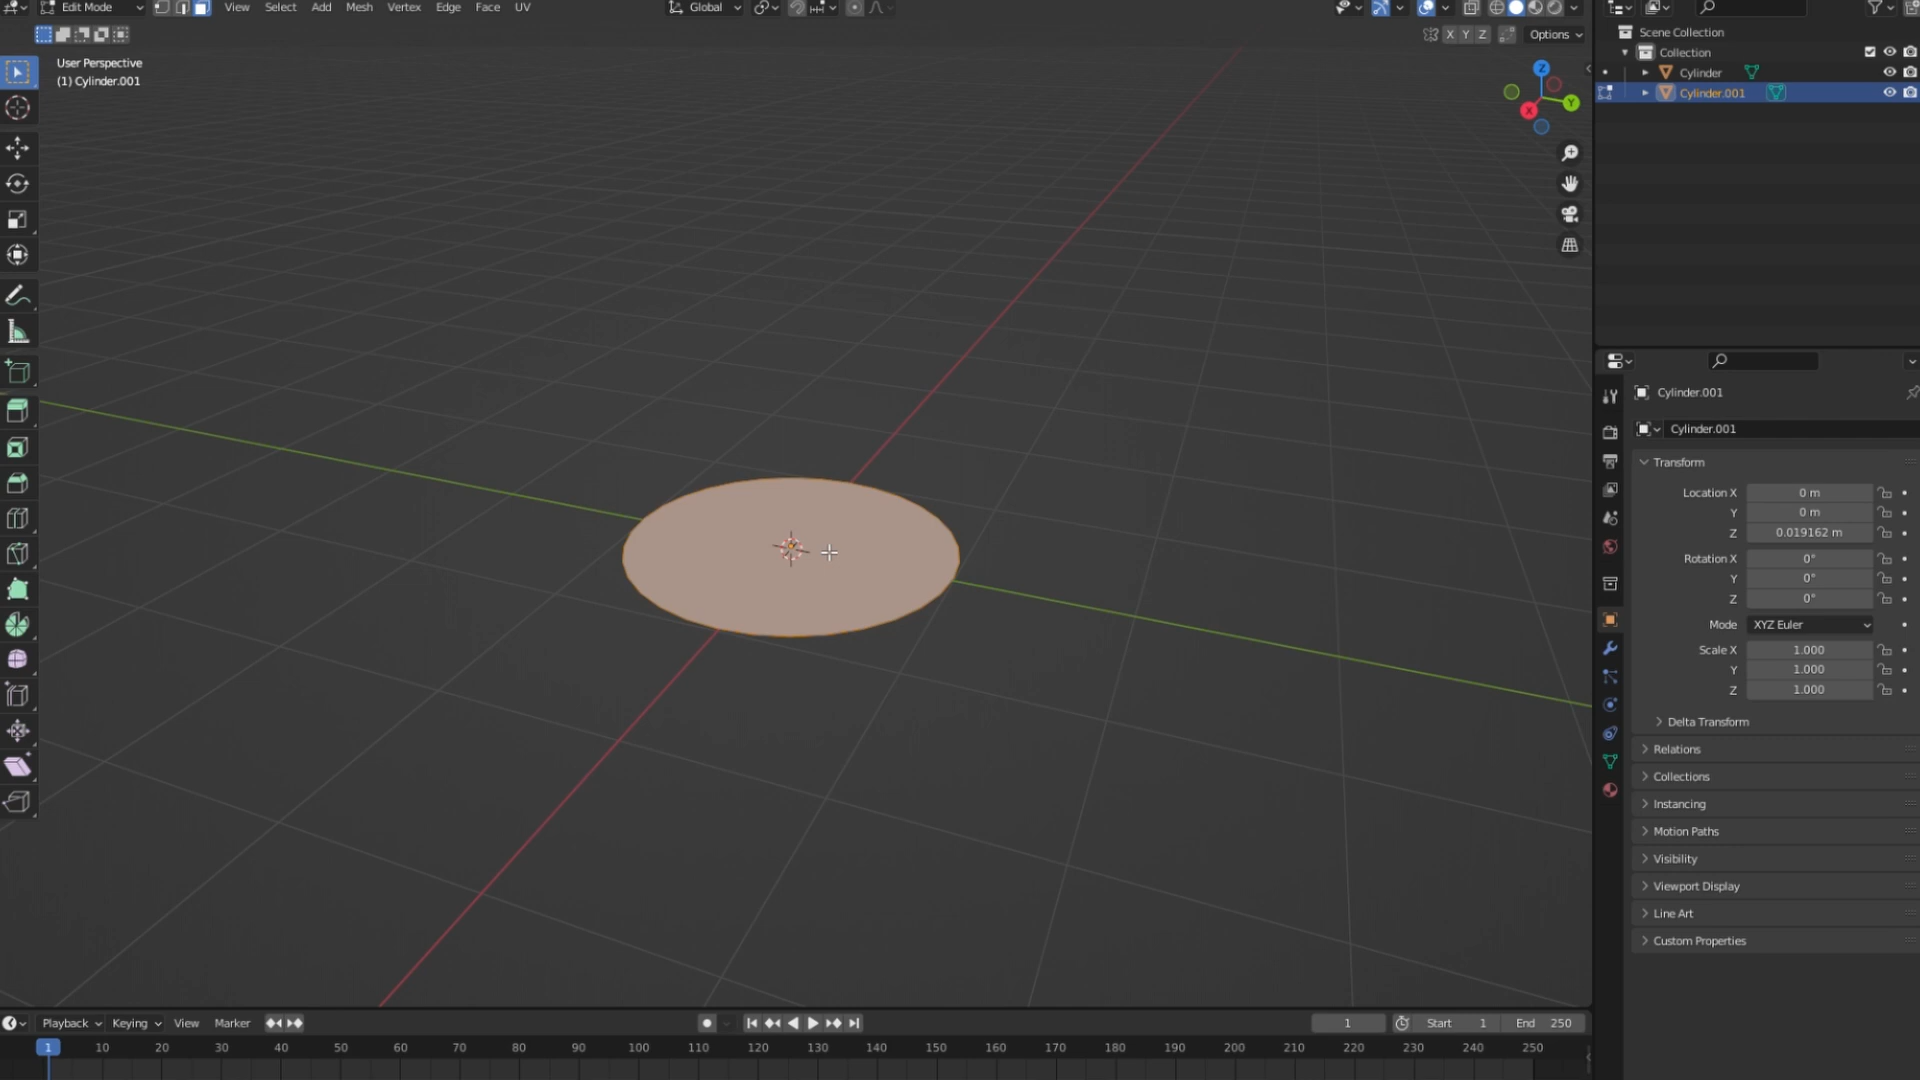 Edit Mode View Select Add Mesh Vertex Edge Face UV Global
X Y Z Options
User Perspective
(1) Cylinder.001
Z
Y
X
Scene Collection
Collection
Cylinder
Cylinder.001
Cylinder.001
Cylinder.001
Transform
Location X 0 m
Y 0 m
Z 0.019162 m
Rotation X 0°
Y 0°
Z 0°
Mode XYZ Euler
Scale X 1.000
Y 1.000
Z 1.000
Delta Transform
Relations
Collections
Instancing
Motion Paths
Visibility
Viewport Display
Line Art
Custom Properties
Playback Keying View Marker 1 Start 1 End 250
1 10 20 30 40 50 60 70 80 90 100 110 120 130 140 150 160 170 180 190 200 210 220 230 240 250